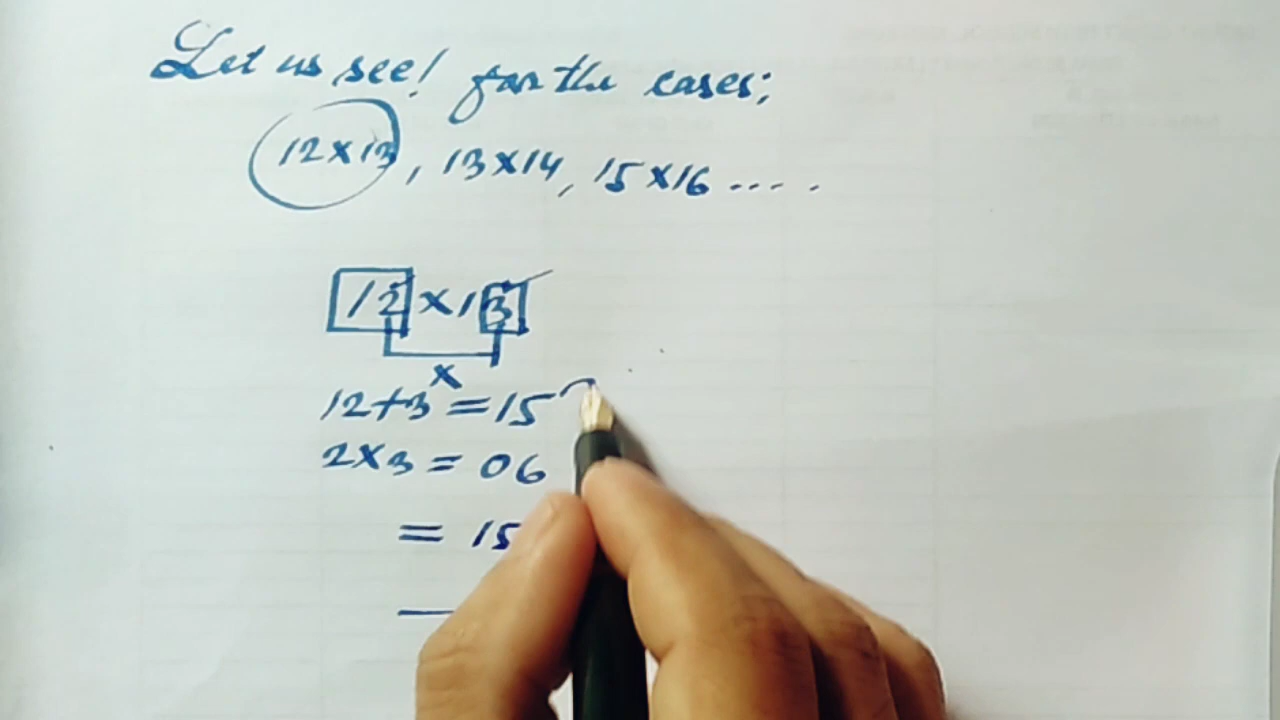 Let us see! for the cases;
12×13, 13×14, 15×16 .... .
12×13
×
12+3 = 15
2×3 = 06
= 15